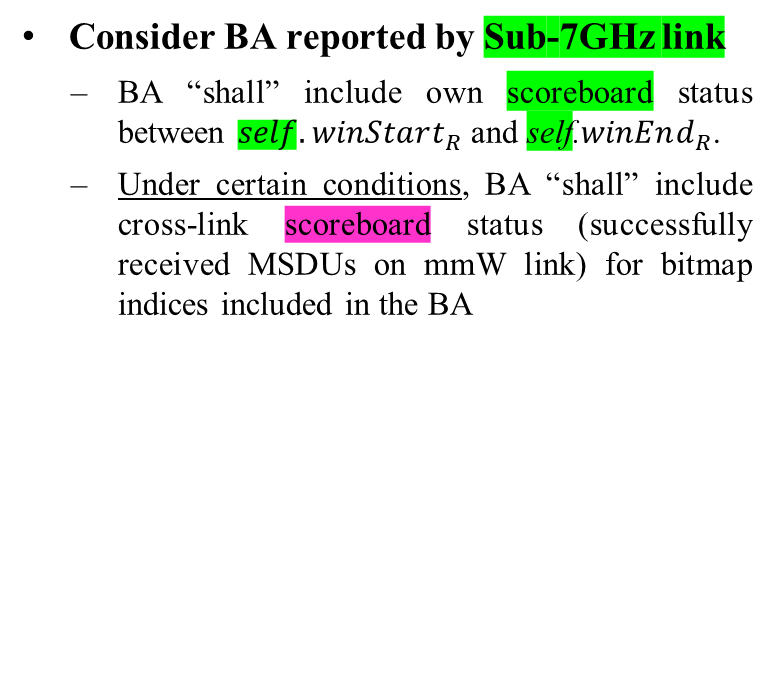 • Consider BA reported by Sub-7GHz link
– BA “shall” include own scoreboard status
between self.winStart_R and self.winEnd_R.
– Under certain conditions, BA “shall” include
cross-link scoreboard status (successfully
received MSDUs on mmW link) for bitmap
indices included in the BA